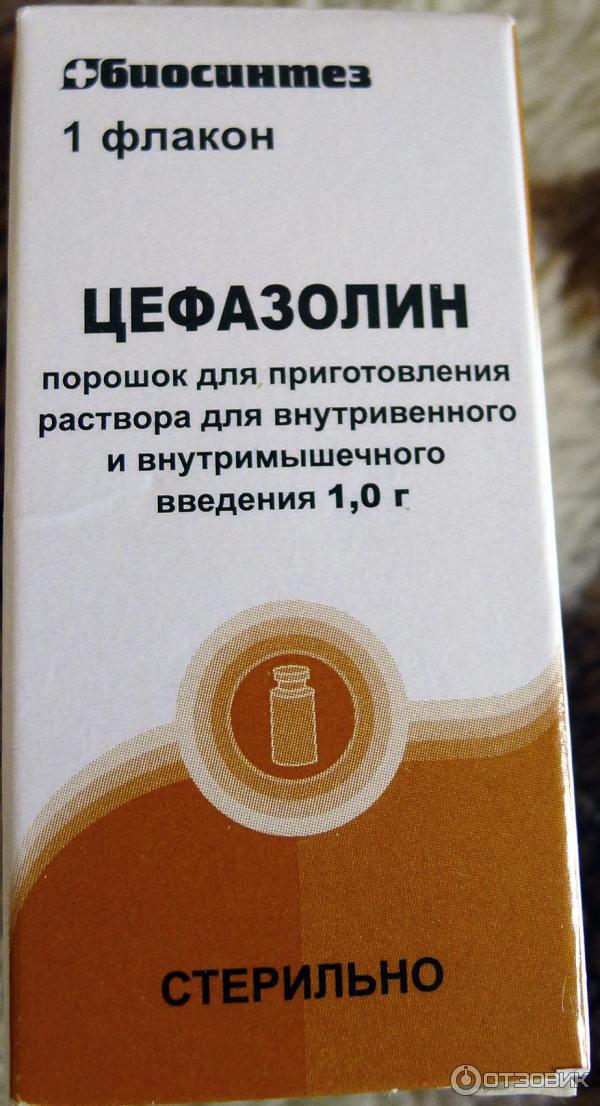 биосинтез
1 флакон
ЦЕФАЗОЛИН
порошок для приготовления
раствора для внутривенного
и внутримышечного
введения 1,0 г
СТЕРИЛЬНО
ОТЗОВИК